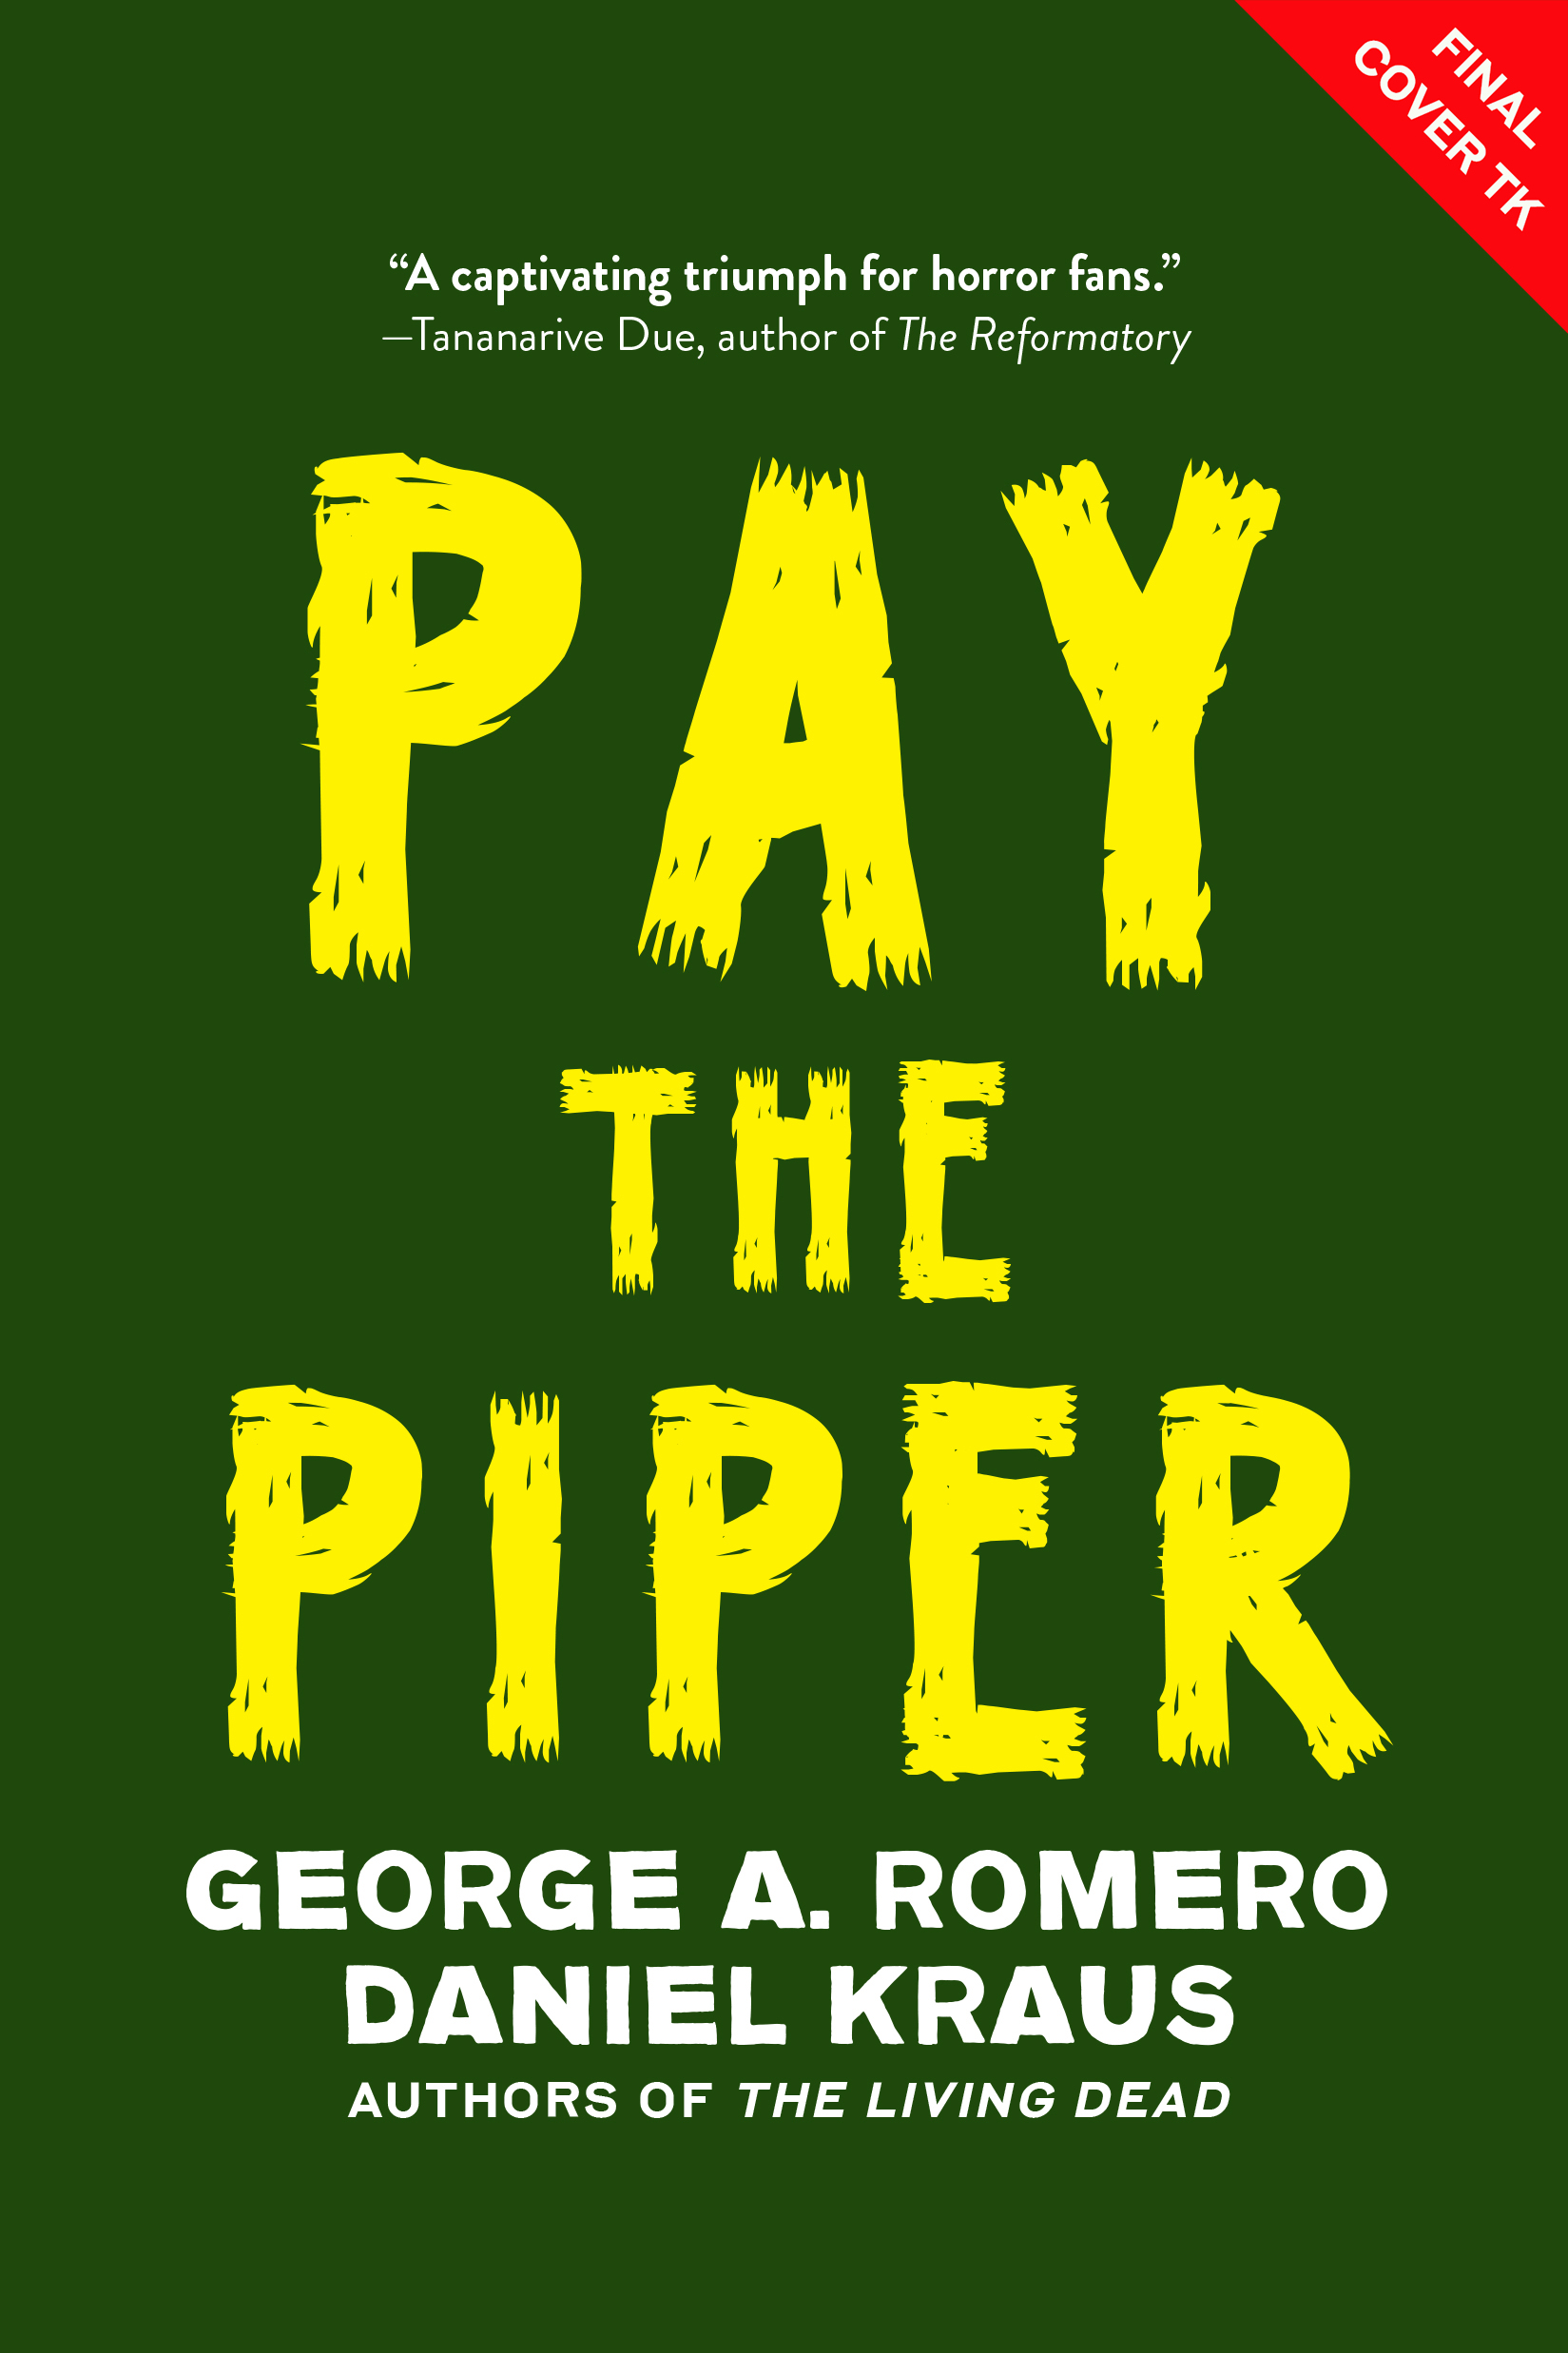 FINAL
COVER TK
“A captivating triumph for horror fans.”
—Tananarive Due, author of The Reformatory
PAY
THE
PIPER
GEORGE A. ROMERO
DANIEL KRAUS
AUTHORS OF THE LIVING DEAD